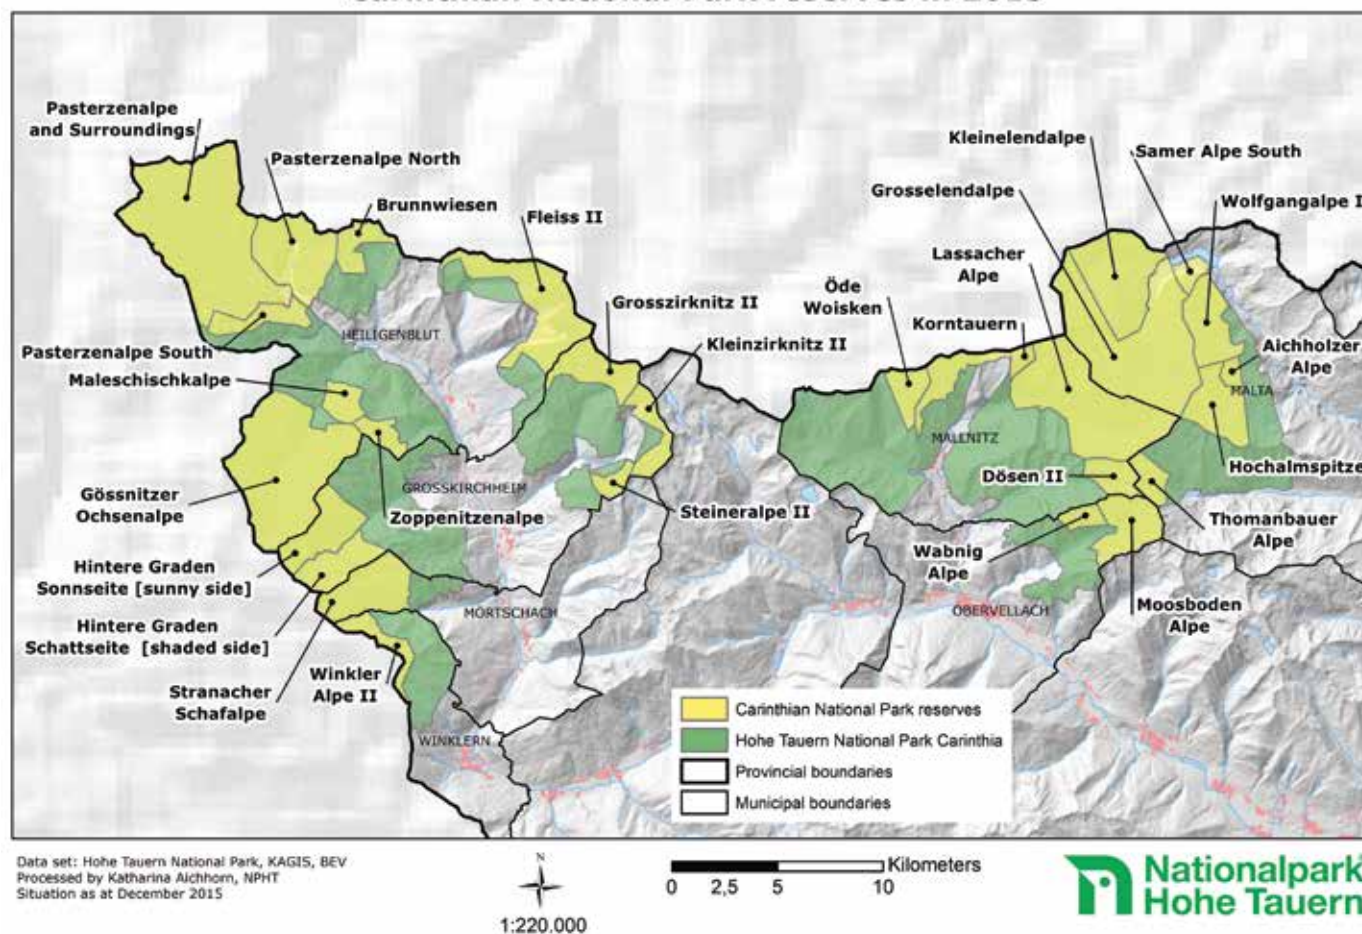 Pasterzenalpe
and Surroundings
Pasterzenalpe North
Brunnwiesen
Fleiss II
Grosszirknitz II
Kleinzirknitz II
Pasterzenalpe South
Maleschischkalpe
HEILIGENBLUT
Gössnitzer
Ochsenalpe
GROSSKIRCHHEIM
Zoppenitzenalpe
Steineralpe II
Hintere Graden
Sonnseite [sunny side]
Hintere Graden
Schattseite [shaded side]
MÖRTSCHACH
Stranacher
Schafalpe
Winkler
Alpe II
WINKLERN
Kleinelendalpe
Samer Alpe South
Grosselendalpe
Wolfgangalpe I
Lassacher
Alpe
Öde
Woisken
Korntauern
Aichholzer
Alpe
MALTA
MALLNITZ
Dösen II
Hochalmspitze
Thomanbauer
Alpe
Wabnig
Alpe
OBERVELLACH
Moosboden
Alpe
Carinthian National Park reserves
Hohe Tauern National Park Carinthia
Provincial boundaries
Municipal boundaries
Data set: Hohe Tauern National Park, KAGIS, BEV
Processed by Katharina Aichhorn, NPHT
Situation as at December 2015
N
1:220.000
Kilometers
0 2,5 5 10
Nationalpark
Hohe Tauern